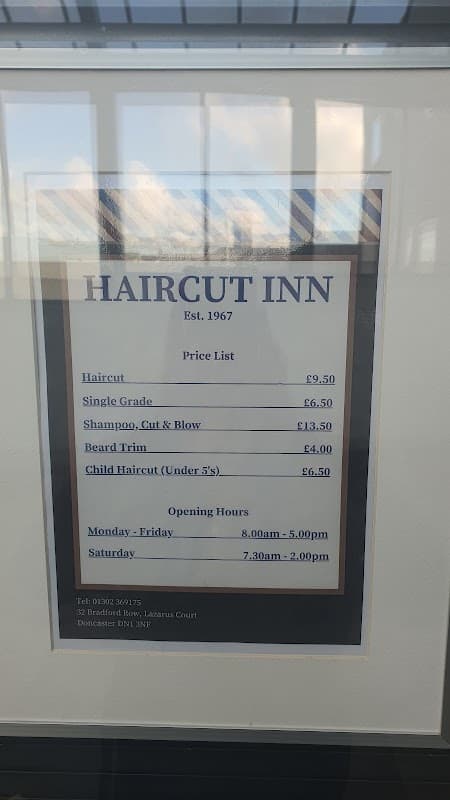 HAIRCUT INN
Est. 1967
Price List
Haircut £9.50
Single Grade £6.50
Shampoo, Cut & Blow £13.50
Beard Trim £4.00
Child Haircut (Under 5's) £6.50
Opening Hours
Monday - Friday 8.00am - 5.00pm
Saturday 7.30am - 2.00pm
Tel: 01302 369175
32 Bradford Row, Lazarus Court
Doncaster DN1 3NF